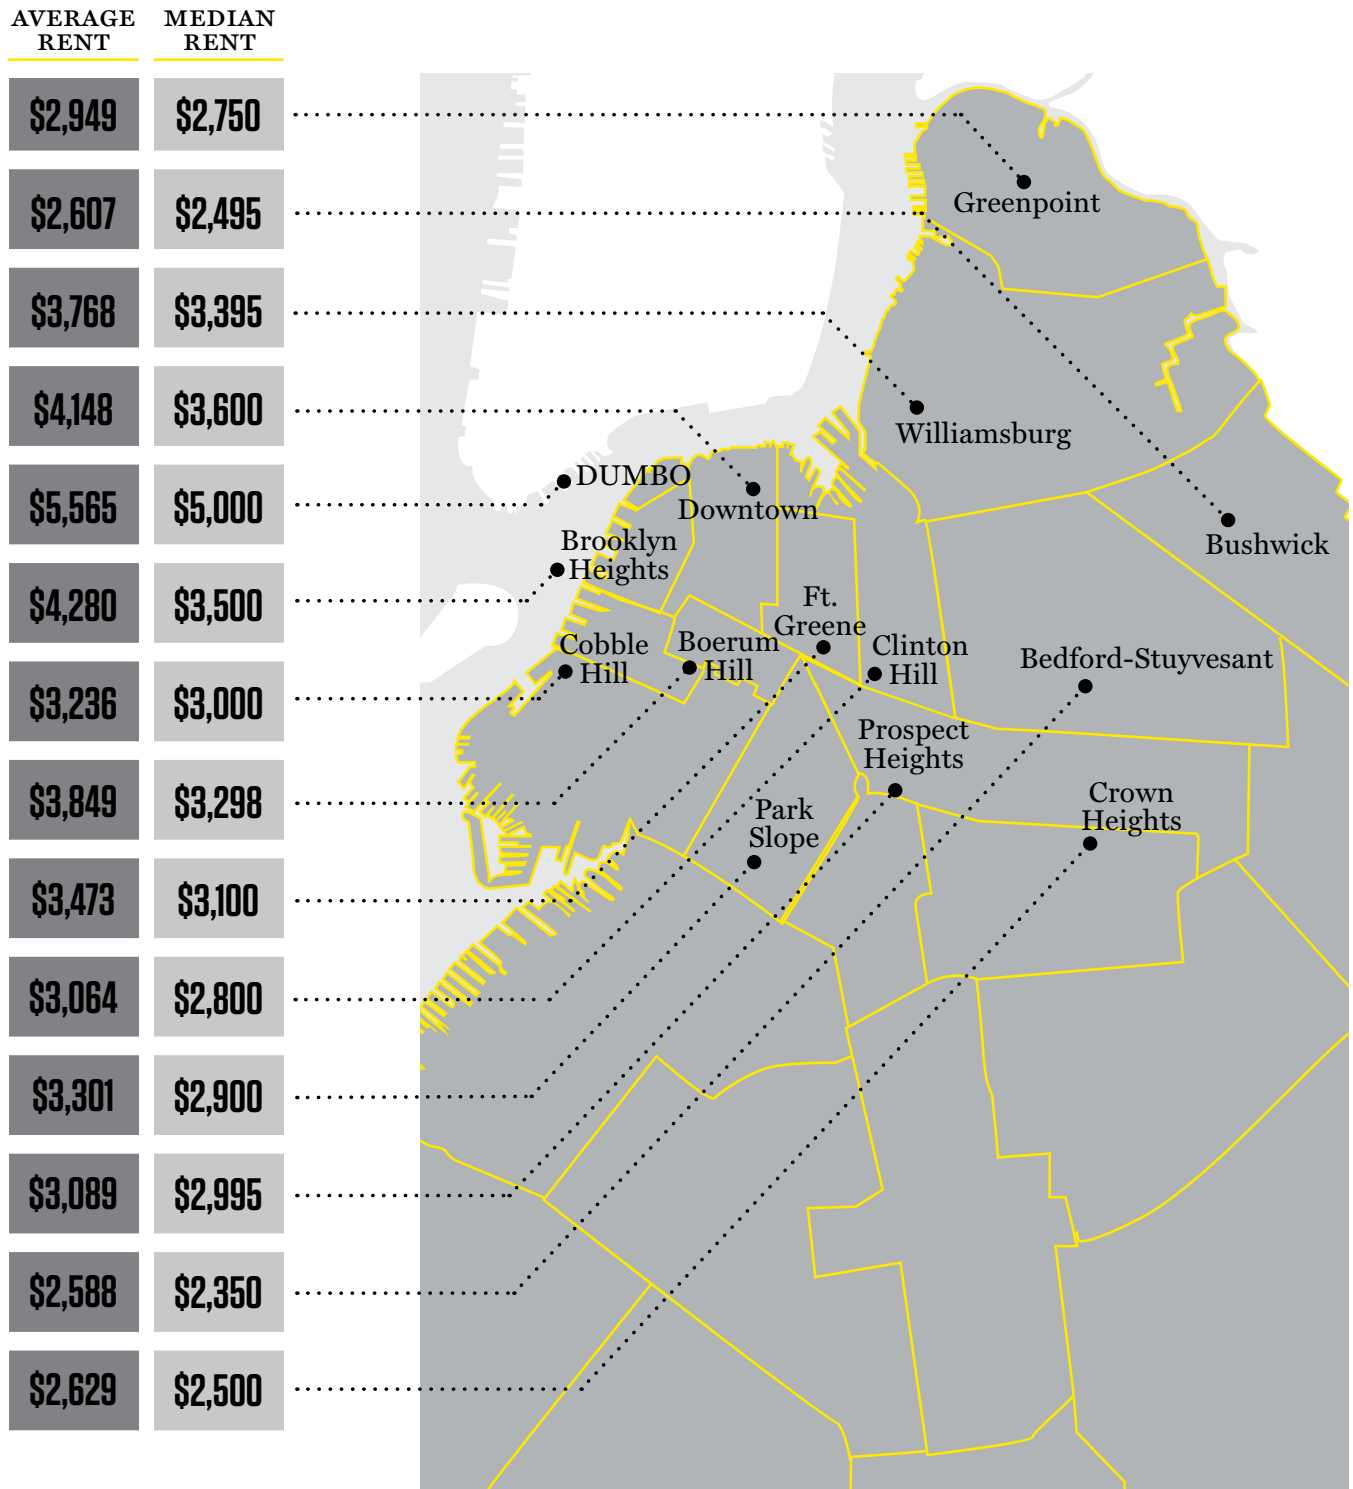 AVERAGE
RENT
MEDIAN
RENT
$2,949 $2,750
$2,607 $2,495
$3,768 $3,395
$4,148 $3,600
$5,565 $5,000
$4,280 $3,500
$3,236 $3,000
$3,849 $3,298
$3,473 $3,100
$3,064 $2,800
$3,301 $2,900
$3,089 $2,995
$2,588 $2,350
$2,629 $2,500
Greenpoint
Williamsburg
DUMBO
Downtown
Bushwick
Brooklyn
Heights
Ft.
Greene
Cobble
Hill
Boerum
Hill
Clinton
Hill
Bedford-Stuyvesant
Prospect
Heights
Park
Slope
Crown
Heights